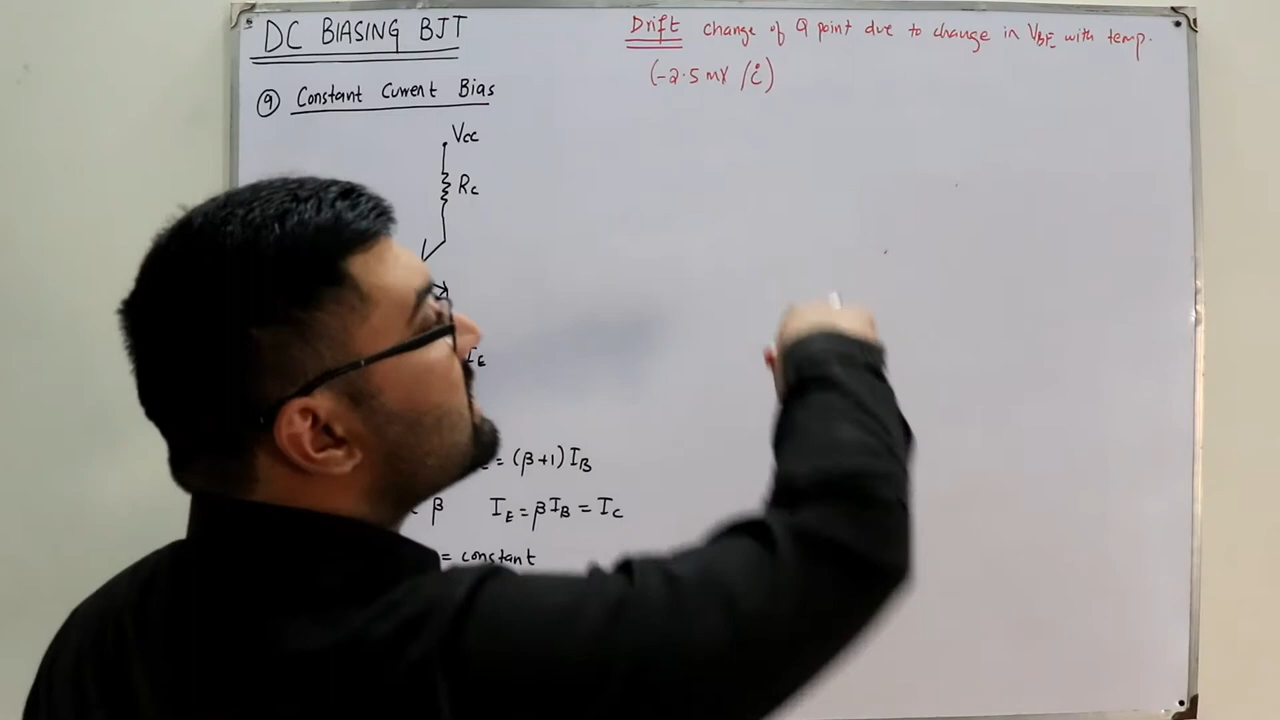 DC BIASING BJT
9 Constant Current Bias
Vcc
Rc
IE
= (β+1) IB
β IE = βIB = IC
= constant
Drift change of Q point due to change in VBE with temp.
(-2.5 mV /°C)